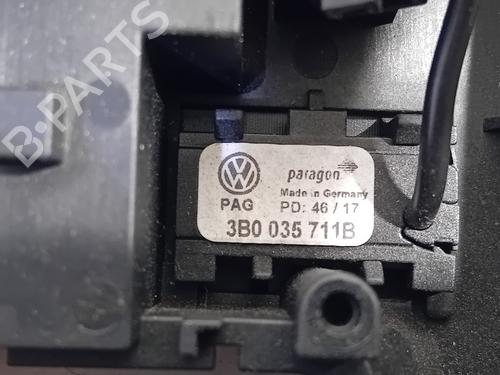 B-PARTS
paragon
Made in Germany
PAG PD: 46/17
3B0 035 711B